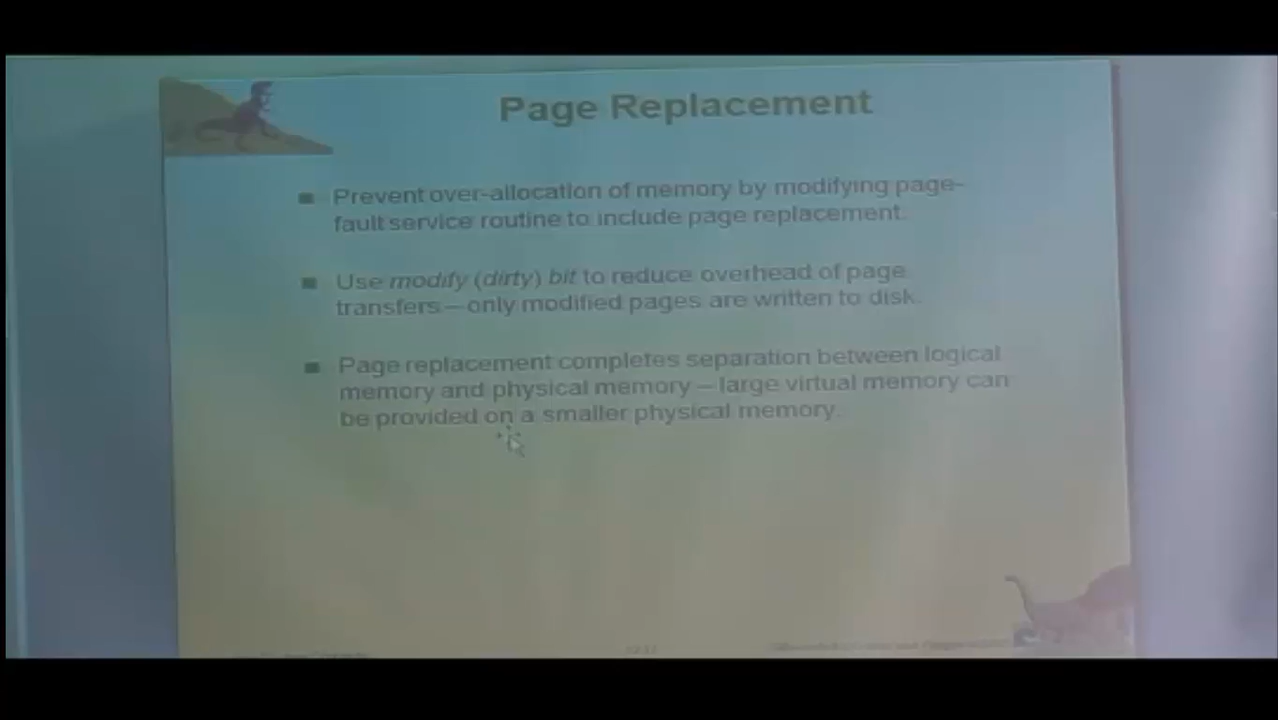 Page Replacement
Prevent over-allocation of memory by modifying page-
fault service routine to include page replacement.
Use modify (dirty) bit to reduce overhead of page
transfers – only modified pages are written to disk.
Page replacement completes separation between logical
memory and physical memory – large virtual memory can
be provided on a smaller physical memory.